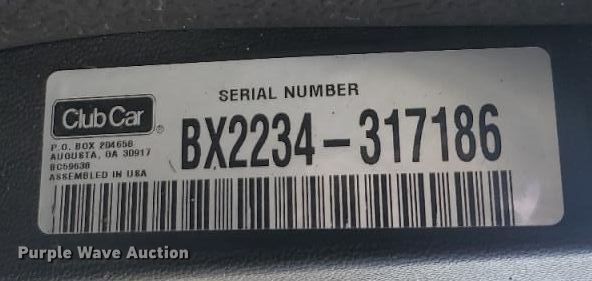 Club Car®
SERIAL NUMBER
BX2234-317186
P.O. BOX 204658
AUGUSTA, GA 30917
BC59638
ASSEMBLED IN USA
Purple Wave Auction